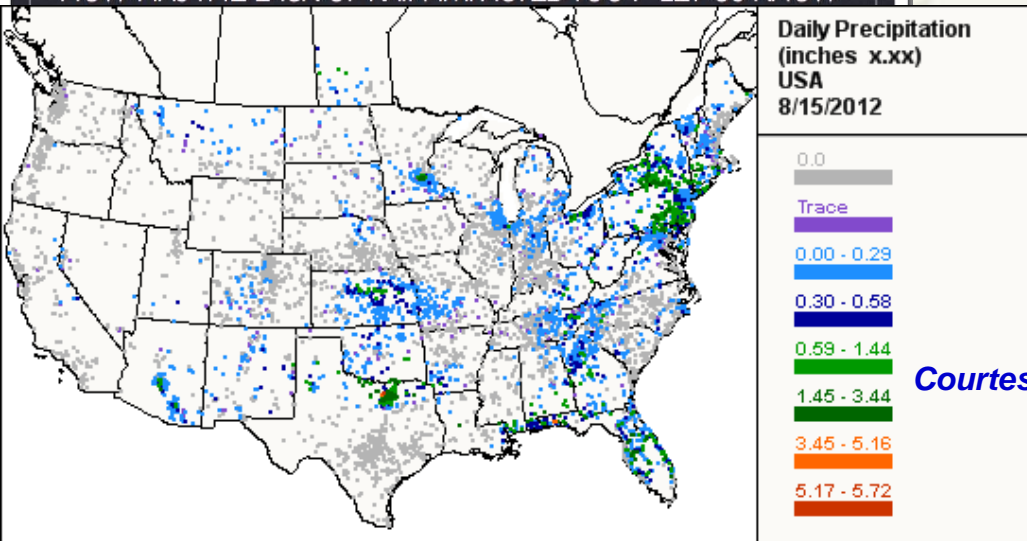 Daily Precipitation
(inches x.xx)
USA
8/15/2012
0.0
Trace
0.00 - 0.29
0.30 - 0.58
0.59 - 1.44
1.45 - 3.44
3.45 - 5.16
5.17 - 5.72
Courtes